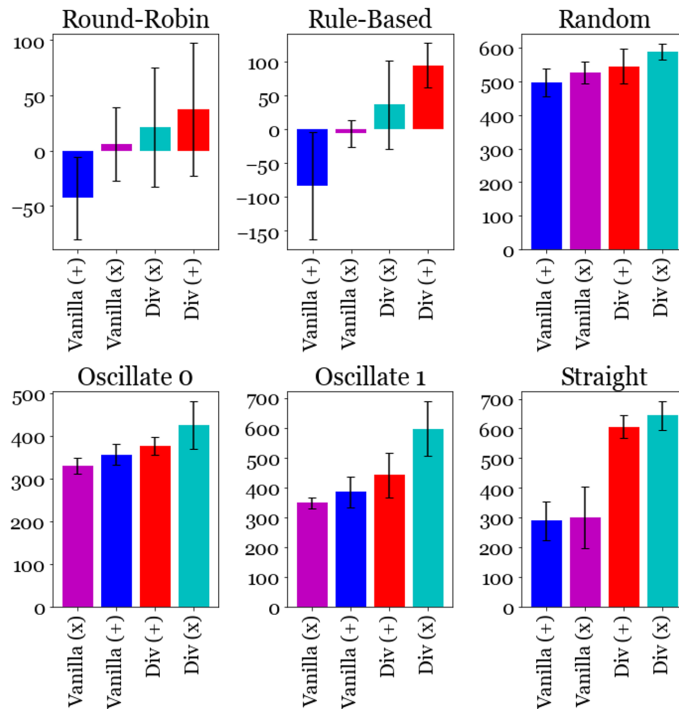 Round-Robin
100
50
0
−50
Vanilla (+)
Vanilla (x)
Div (x)
Div (+)
Rule-Based
100
50
0
−50
−100
−150
Vanilla (+)
Vanilla (x)
Div (x)
Div (+)
Random
600
500
400
300
200
100
0
Vanilla (+)
Vanilla (x)
Div (+)
Div (x)
Oscillate 0
500
400
300
200
100
0
Vanilla (x)
Vanilla (+)
Div (+)
Div (x)
Oscillate 1
700
600
500
400
300
200
100
0
Vanilla (x)
Vanilla (+)
Div (+)
Div (x)
Straight
700
600
500
400
300
200
100
0
Vanilla (+)
Vanilla (x)
Div (+)
Div (x)